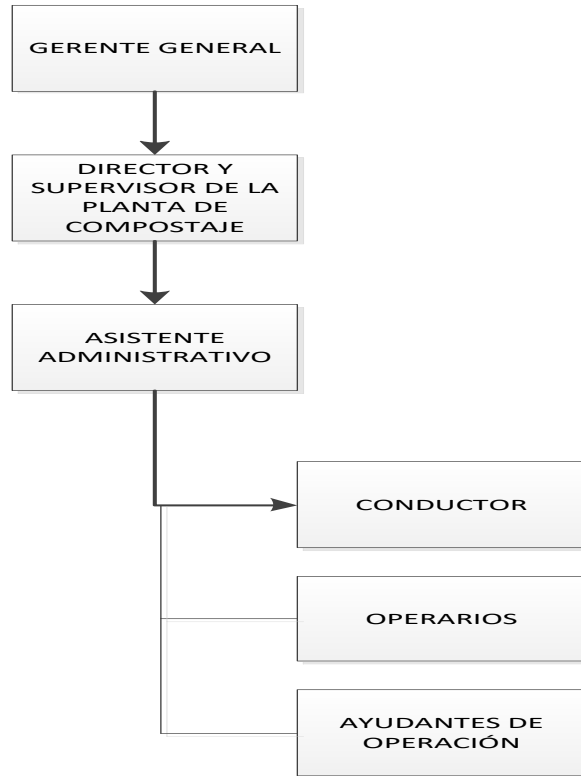 GERENTE GENERAL
DIRECTOR Y
SUPERVISOR DE LA
PLANTA DE
COMPOSTAJE
ASISTENTE
ADMINISTRATIVO
CONDUCTOR
OPERARIOS
AYUDANTES DE
OPERACIÓN